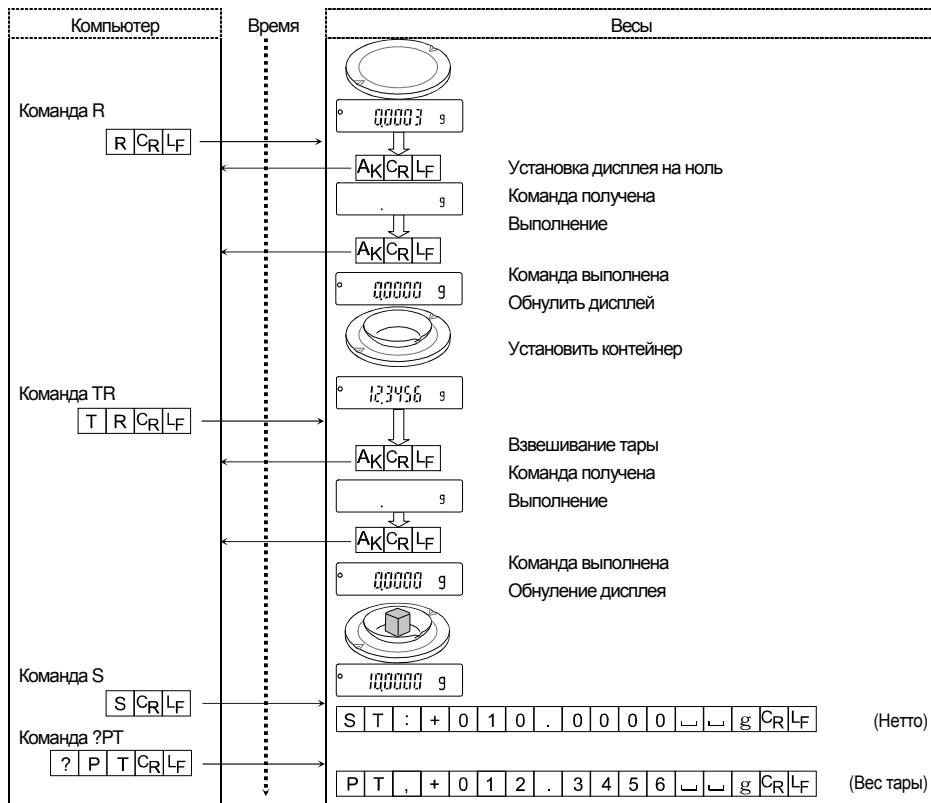 Компьютер Время Весы
Команда R
0.0003 g
R CR LF
AK CR LF Установка дисплея на ноль
. g Команда получена
Выполнение
AK CR LF
Команда выполнена
0.0000 g
Обнулить дисплей
Установить контейнер
Команда TR
12.3456 g
T R CR LF
Взвешивание тары
AK CR LF
Команда получена
. g Выполнение
AK CR LF
Команда выполнена
0.0000 g
Обнуление дисплея
Команда S
10.0000 g
S CR LF
S T : + 0 1 0 . 0 0 0 0 ⎵ ⎵ g CR LF (Нетто)
Команда ?PT
? P T CR LF
P T , + 0 1 2 . 3 4 5 6 ⎵ ⎵ g CR LF (Вес тары)